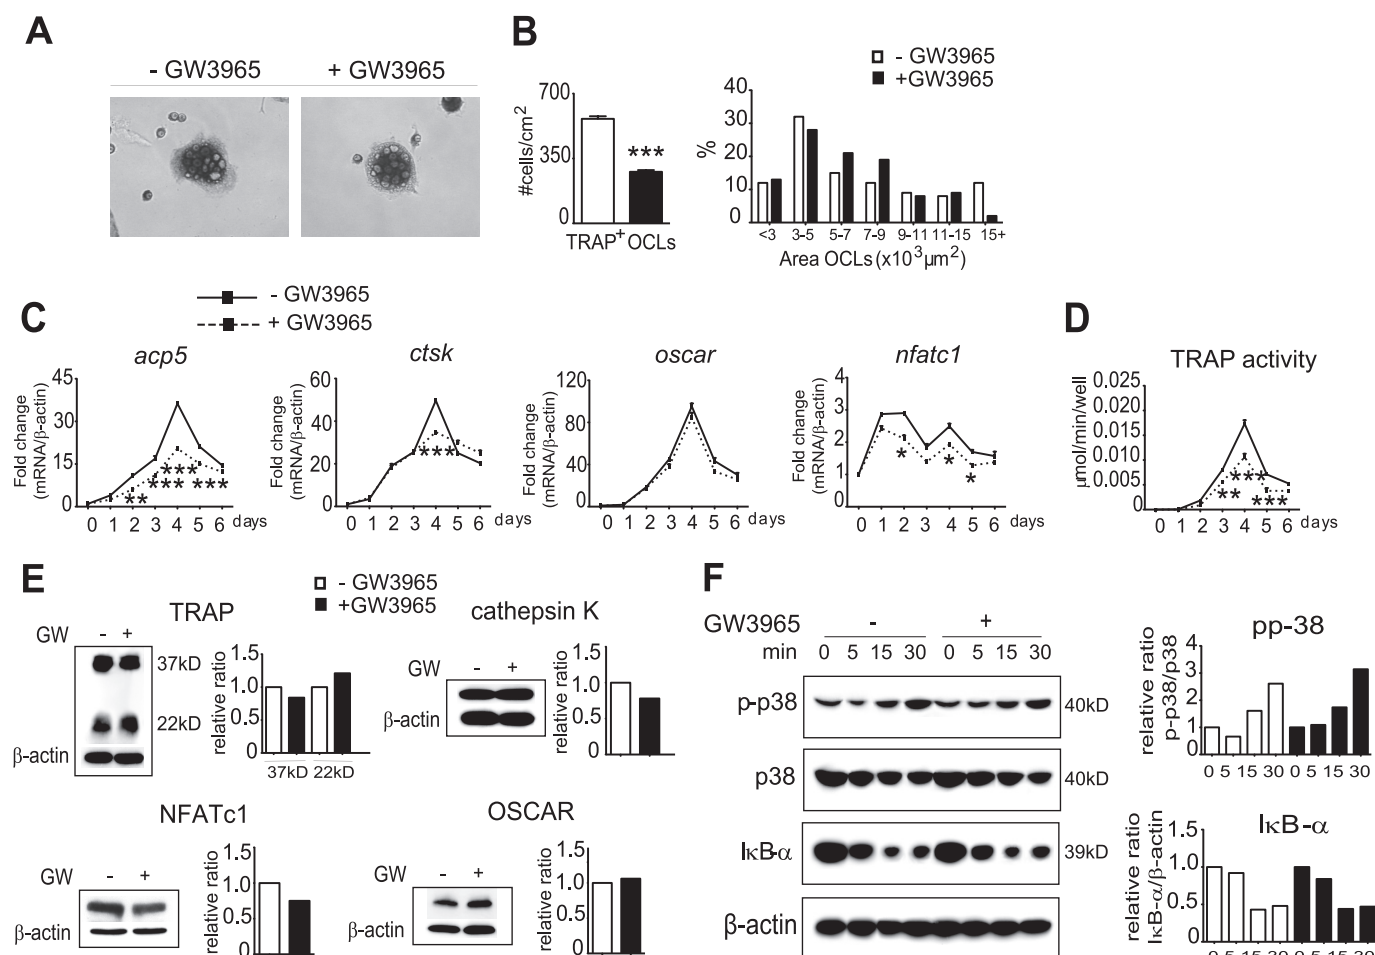 A
- GW3965 + GW3965
B
- GW3965
+GW3965
#cells/cm2
700
350
0
***
TRAP+ OCLs
%
40
30
20
10
0
<3 3-5 5-7 7-9 9-11 11-15 15+
Area OCLs (x10³µm²)
C
- GW3965
+ GW3965
acp5
Fold change
(mRNA/β-actin)
45
30
15
0
** *** *** ***
0 1 2 3 4 5 6 days
ctsk
Fold change
(mRNA/β-actin)
60
40
20
0
***
0 1 2 3 4 5 6 days
oscar
Fold change
(mRNA/β-actin)
120
80
40
0
0 1 2 3 4 5 6 days
nfatc1
Fold change
(mRNA/β-actin)
4
3
2
1
0
* * *
0 1 2 3 4 5 6 days
D
TRAP activity
µmol/min/well
0.025
0.020
0.015
0.010
0.005
0.000
** *** ***
0 1 2 3 4 5 6 days
E
- GW3965
+GW3965
TRAP
GW - +
37kD
22kD
β-actin
relative ratio
1.5
1.0
0.5
0
37kD 22kD
cathepsin K
GW - +
β-actin
relative ratio
1.5
1.0
0.5
0
NFATc1
GW - +
β-actin
relative ratio
1.5
1.0
0.5
0
OSCAR
GW - +
β-actin
relative ratio
1.5
1.0
0.5
0
F
GW3965 - +
min 0 5 15 30 0 5 15 30
p-p38 40kD
p38 40kD
IκB-α 39kD
β-actin
pp-38
relative ratio
p-p38/p38
4
3
2
1
0
0 5 15 30 0 5 15 30
IκB-α
relative ratio
IκB-α/β-actin
1.5
1.0
0.5
0
0 5 15 30 0 5 15 30